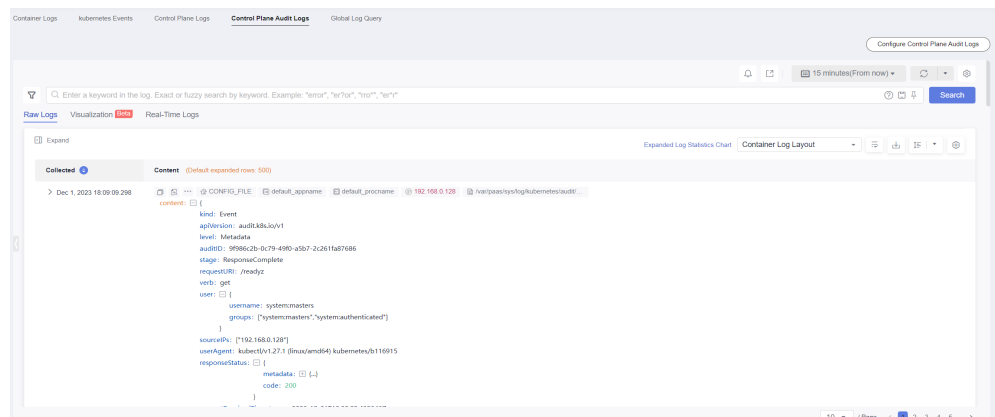 Container Logs kubernetes Events Control Plane Logs Control Plane Audit Logs Global Log Query
Configure Control Plane Audit Logs
15 minutes(From now)
Enter a keyword in the log. Exact or fuzzy search by keyword. Example: "error", "er?or", "rro*", "er*r" Search
Raw Logs Visualization Beta Real-Time Logs
Expand Expanded Log Statistics Chart Container Log Layout
Collected Content (Default expanded rows: 500)
Dec 1, 2023 18:09:09.298 CONFIG_FILE default_appname default_procname 192.168.0.128 /var/paas/sys/log/kubernetes/audit/...
content: {
kind: Event
apiVersion: audit.k8s.io/v1
level: Metadata
auditID: 9f986c2b-0c79-49f0-a5b7-2c261fa87686
stage: ResponseComplete
requestURI: /readyz
verb: get
user: {
username: system:masters
groups: ["system:masters","system:authenticated"]
}
sourceIPs: ["192.168.0.128"]
userAgent: kubectl/v1.27.1 (linux/amd64) kubernetes/b116915
responseStatus: {
metadata: {...}
code: 200
}